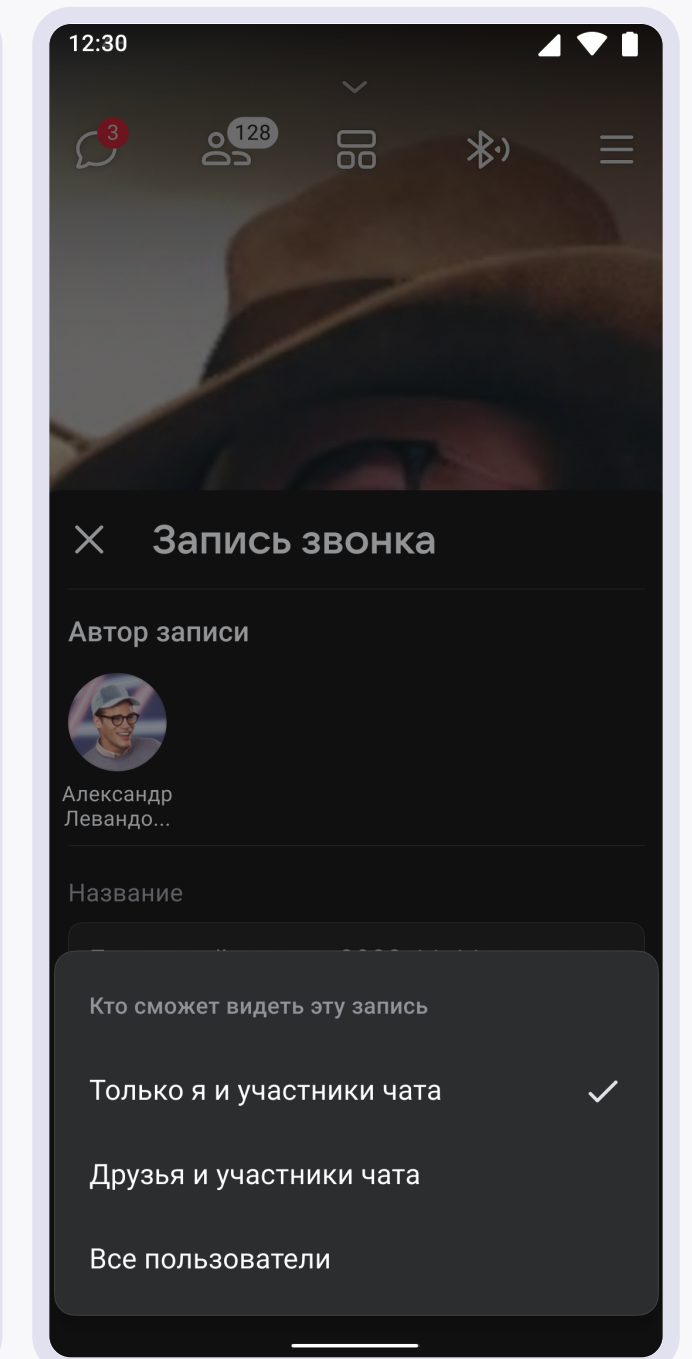 12:30
3
128
Запись звонка
Автор записи
Александр
Левандо...
Название
Кто сможет видеть эту запись
Только я и участники чата
Друзья и участники чата
Все пользователи